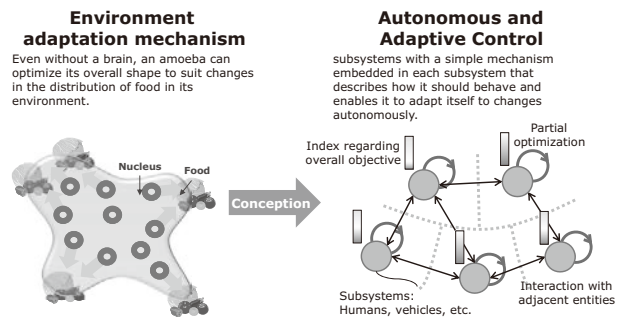 Environment
adaptation mechanism
Even without a brain, an amoeba can
optimize its overall shape to suit changes
in the distribution of food in its
environment.
Nucleus
Food
Conception
Autonomous and
Adaptive Control
subsystems with a simple mechanism
embedded in each subsystem that
describes how it should behave and
enables it to adapt itself to changes
autonomously.
Index regarding
overall objective
Partial
optimization
Subsystems:
Humans, vehicles, etc.
Interaction with
adjacent entities